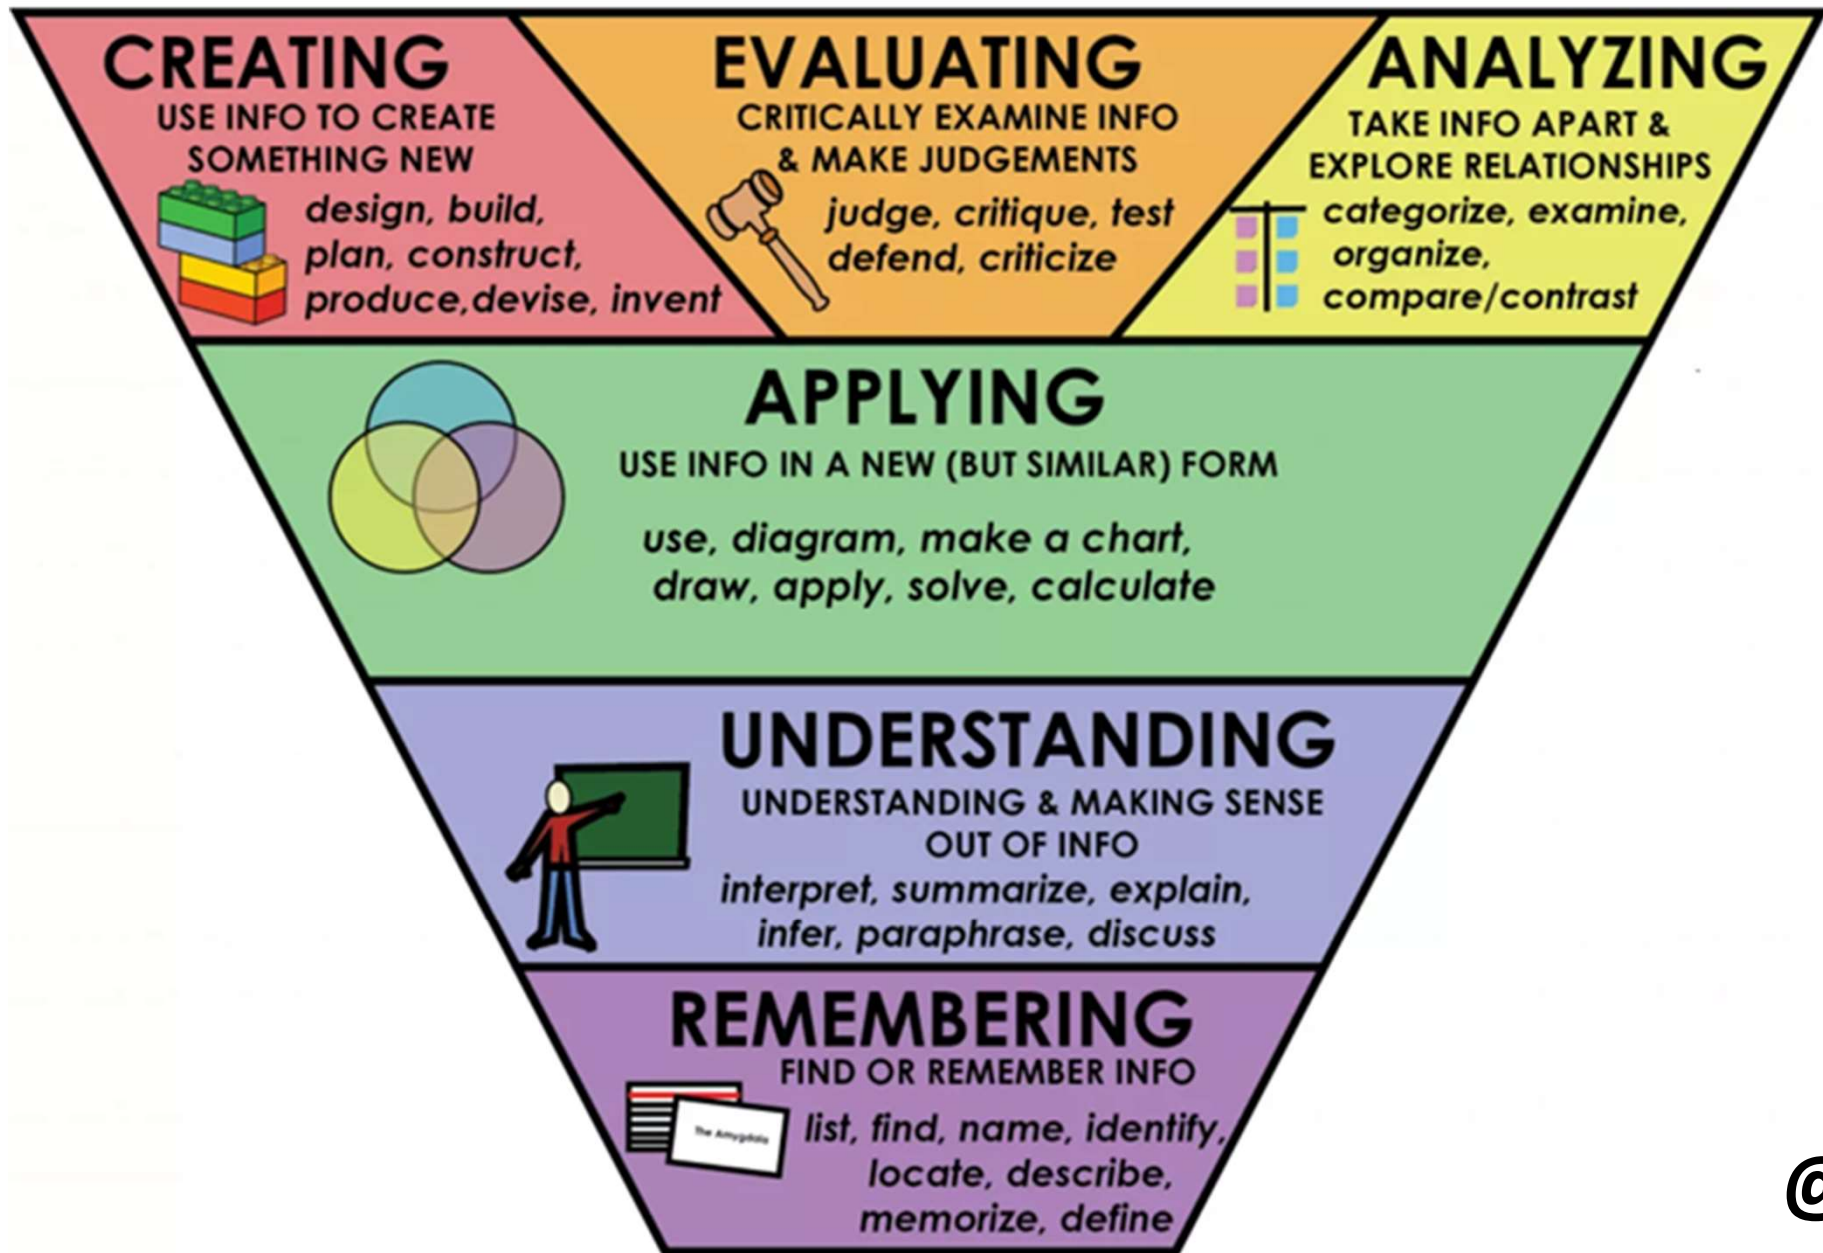 CREATING
USE INFO TO CREATE
SOMETHING NEW
design, build,
plan, construct,
produce,devise, invent
EVALUATING
CRITICALLY EXAMINE INFO
& MAKE JUDGEMENTS
judge, critique, test
defend, criticize
ANALYZING
TAKE INFO APART &
EXPLORE RELATIONSHIPS
categorize, examine,
organize,
compare/contrast
APPLYING
USE INFO IN A NEW (BUT SIMILAR) FORM
use, diagram, make a chart,
draw, apply, solve, calculate
UNDERSTANDING
UNDERSTANDING & MAKING SENSE
OUT OF INFO
interpret, summarize, explain,
infer, paraphrase, discuss
REMEMBERING
FIND OR REMEMBER INFO
The Amygdala
list, find, name, identify,
locate, describe,
memorize, define
@